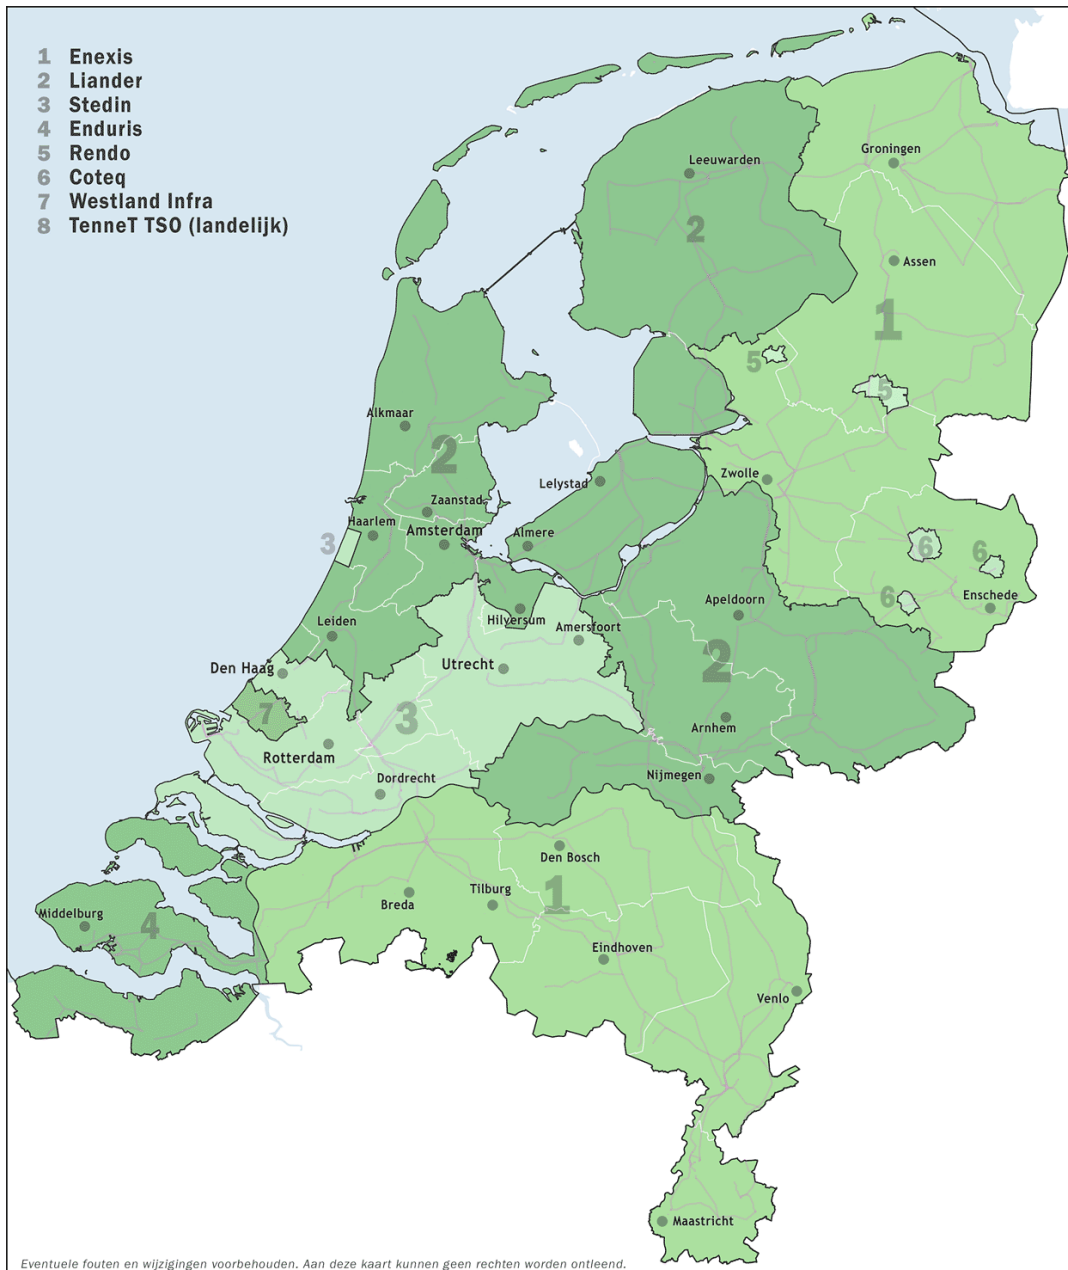 1 Enexis
2 Liander
3 Stedin
4 Enduris
5 Rendo
6 Coteq
7 Westland Infra
8 TenneT TSO (landelijk)
Groningen
Leeuwarden
2
Assen
1
5
5
Alkmaar
2
Zwolle
Lelystad
Zaanstad
Haarlem
Amsterdam
Almere
3
6
6
6
Enschede
Apeldoorn
Hilversum
Amersfoort
Leiden
Den Haag
Utrecht
2
7
3
Arnhem
Rotterdam
Dordrecht
Nijmegen
Den Bosch
Tilburg
1
Breda
Middelburg
4
Eindhoven
Venlo
Maastricht
Eventuele fouten en wijzigingen voorbehouden. Aan deze kaart kunnen geen rechten worden ontleend.